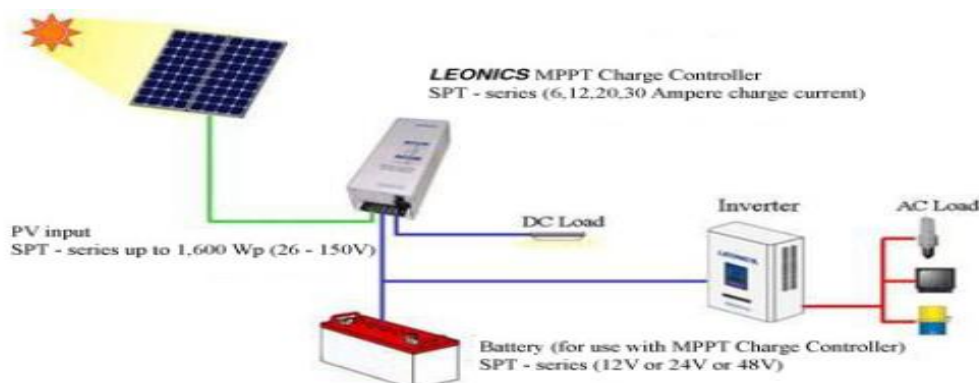 LEONICS MPPT Charge Controller
SPT - series (6,12,20,30 Ampere charge current)
DC Load
Inverter
AC Load
PV input
SPT - series up to 1,600 Wp (26 - 150V)
LEONICS
Battery (for use with MPPT Charge Controller)
SPT - series (12V or 24V or 48V)